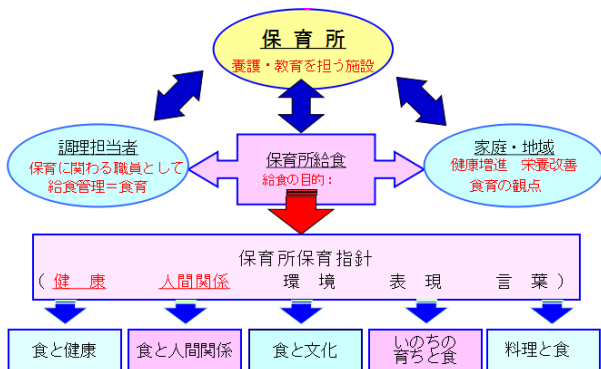 保 育 所
養護・教育を担う施設
調理担当者
保育に関わる職員として
給食管理＝食育
保育所給食
給食の目的：
家庭・地域
健康増進　栄養改善
食育の観点
保育所保育指針
（ 健　康　　人間関係　　環　境　　表　現　　言　葉 ）
食と健康
食と人間関係
食と文化
いのちの
育ちと食
料理と食